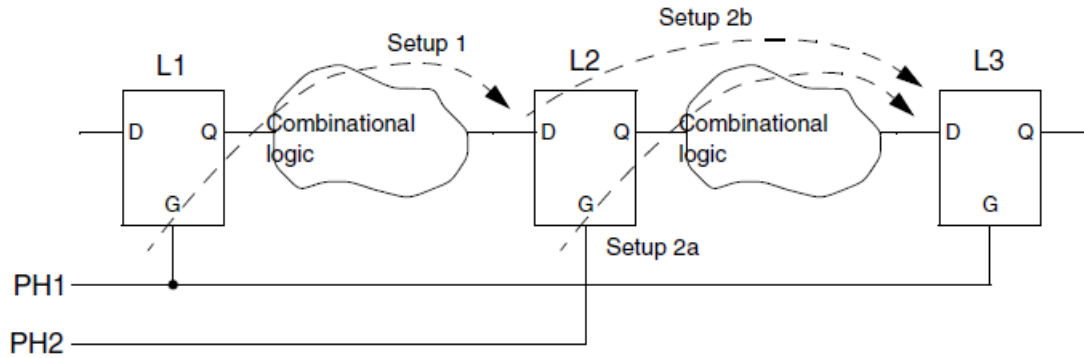 Setup 2b
Setup 1
L1
L2
L3
D
Q
Combinational
logic
D
Q
Combinational
logic
D
Q
G
G
G
Setup 2a
PH1
PH2